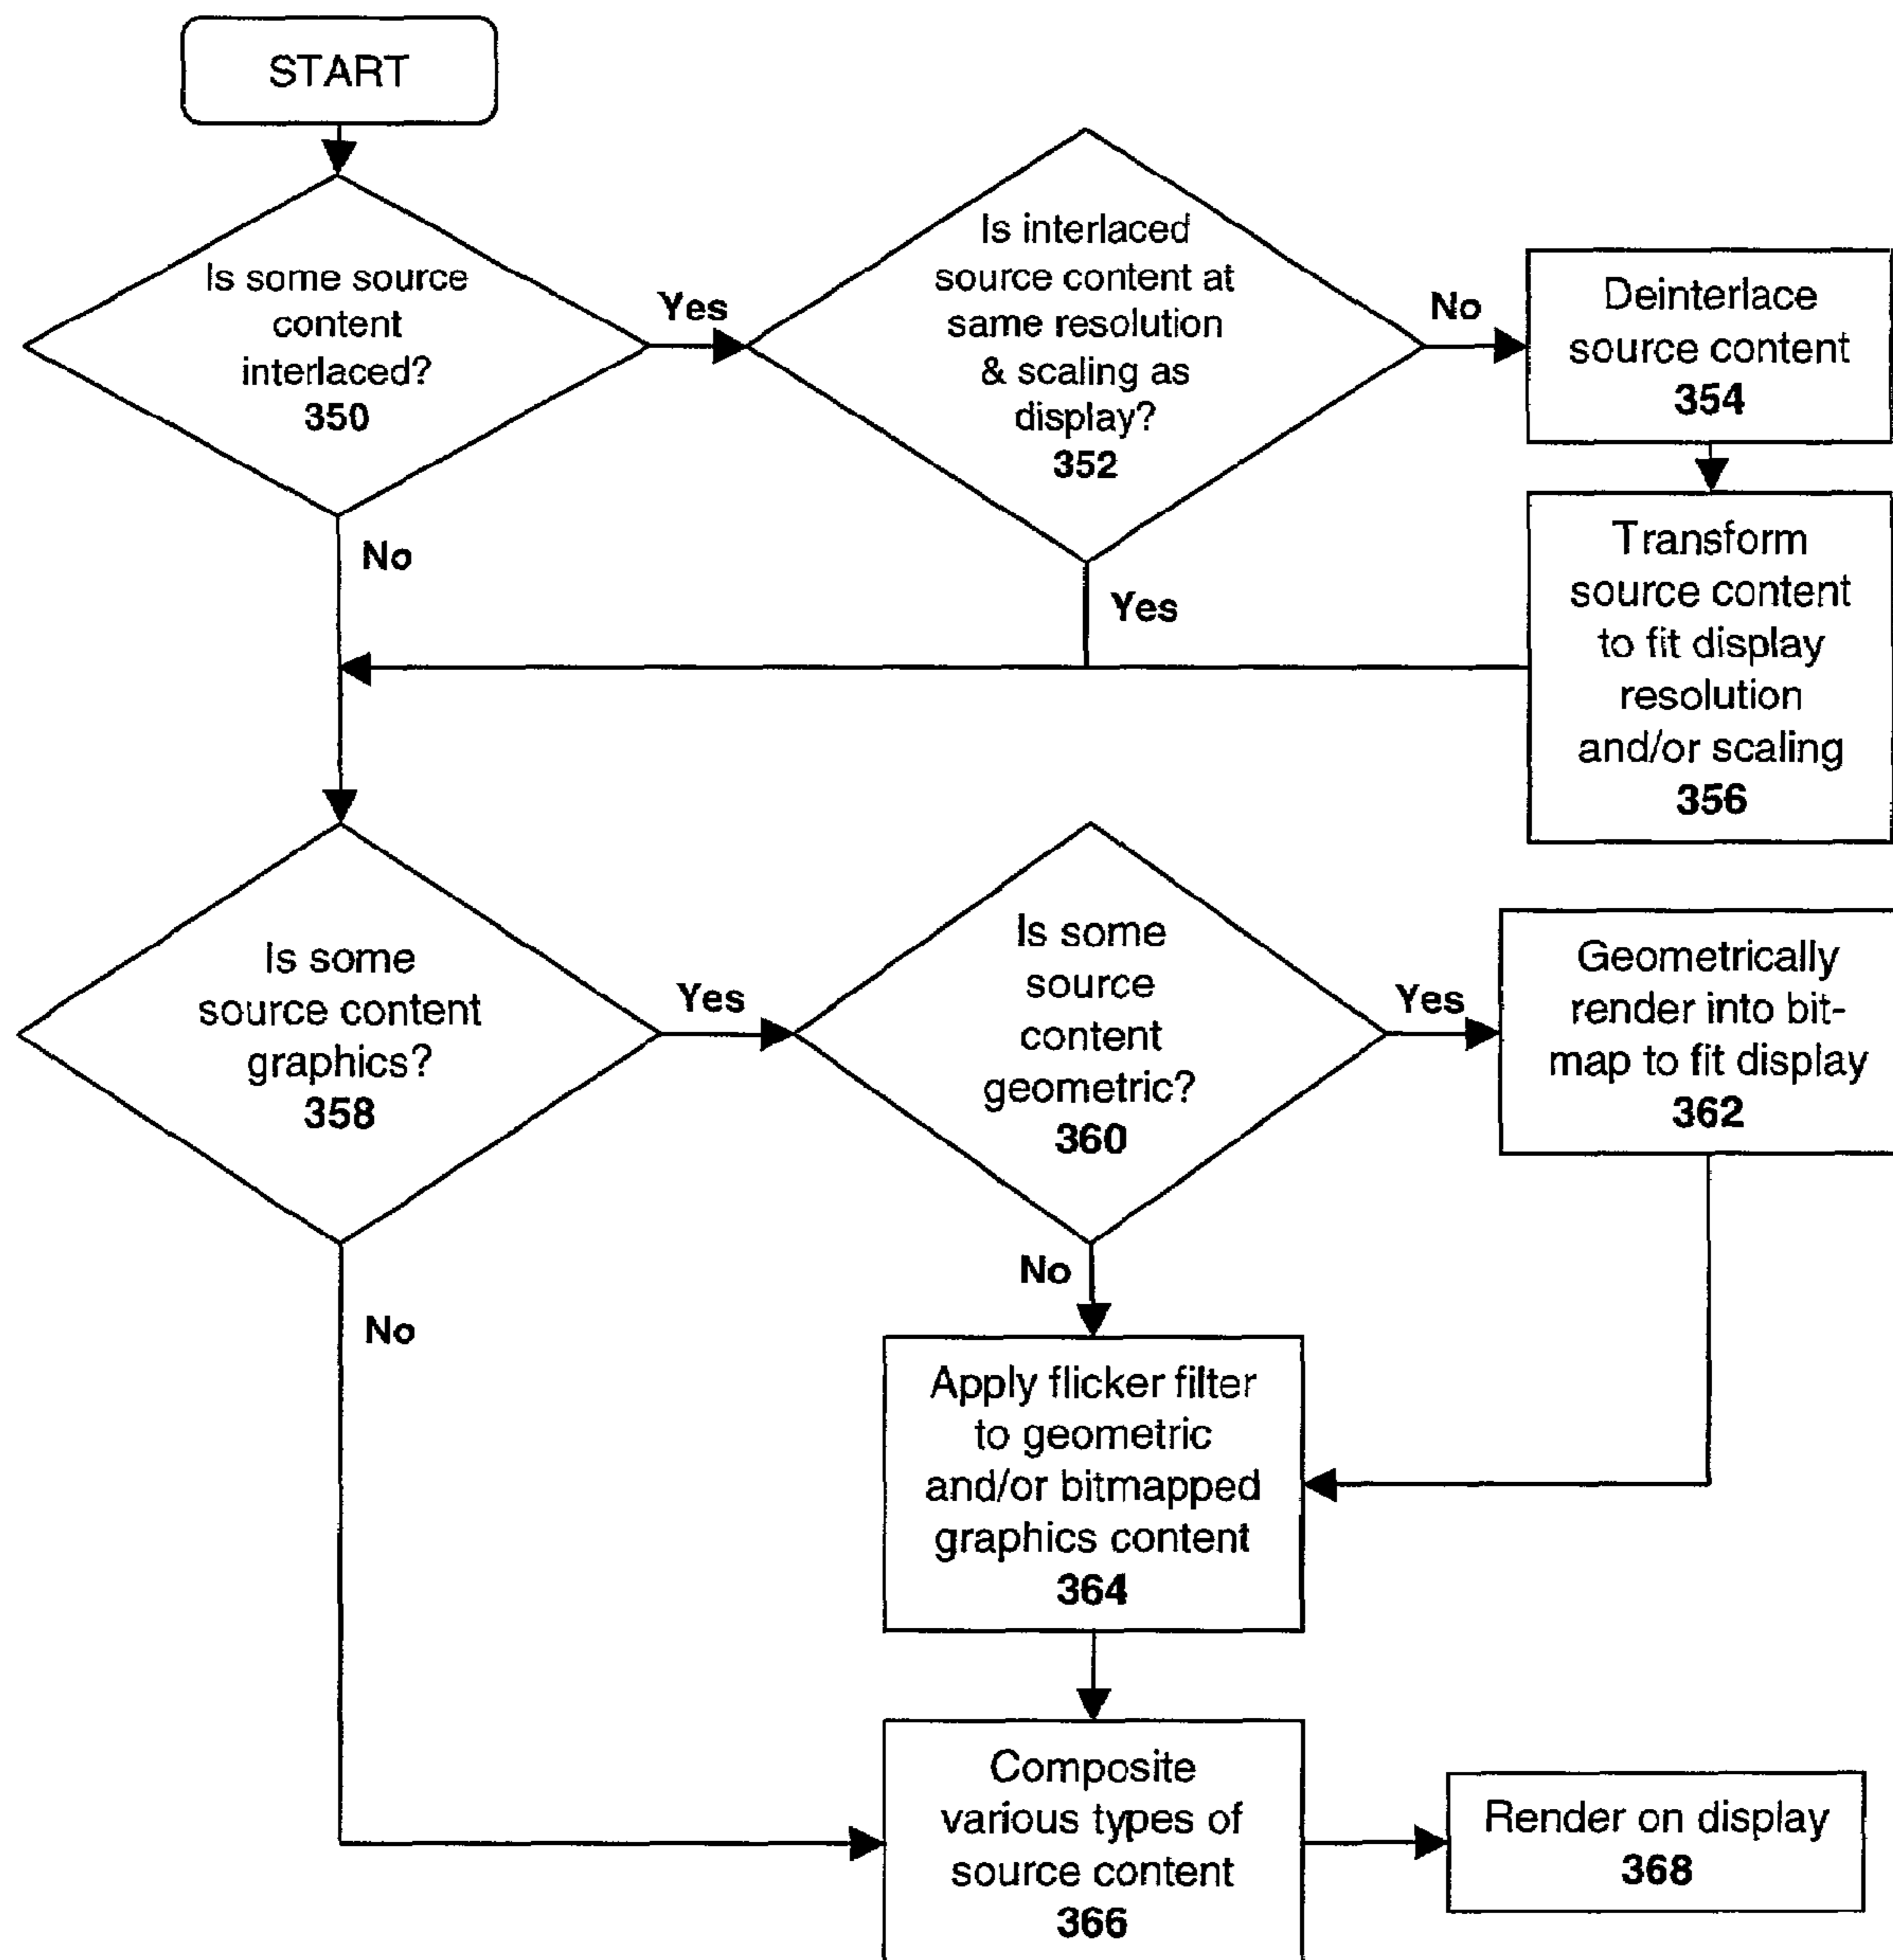 START
Is some source
content
interlaced?
350
Yes
Is interlaced
source content at
same resolution
& scaling as
display?
352
No
Deinterlace
source content
354
No
Yes
Transform
source content
to fit display
resolution
and/or scaling
356
Is some
source content
graphics?
358
Yes
Is some
source
content
geometric?
360
Yes
Geometrically
render into bit-
map to fit display
362
No
No
Apply flicker filter
to geometric
and/or bitmapped
graphics content
364
Composite
various types of
source content
366
Render on display
368